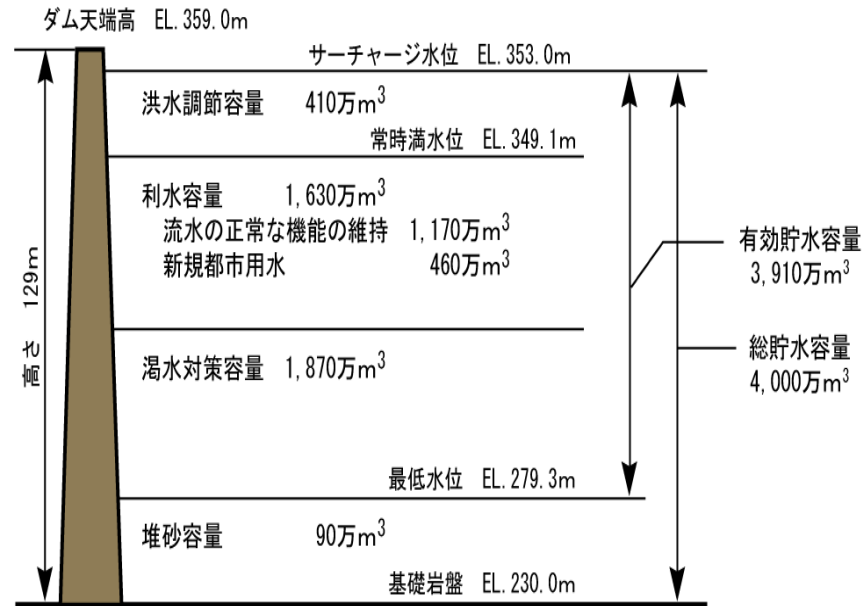 ダム天端高 EL.359.0m
サーチャージ水位 EL.353.0m
洪水調節容量 410万m³
常時満水位 EL.349.1m
利水容量 1,630万m³
流水の正常な機能の維持 1,170万m³
新規都市用水 460万m³
有効貯水容量
3,910万m³
高さ 129m
渇水対策容量 1,870万m³
総貯水容量
4,000万m³
最低水位 EL.279.3m
堆砂容量 90万m³
基礎岩盤 EL.230.0m